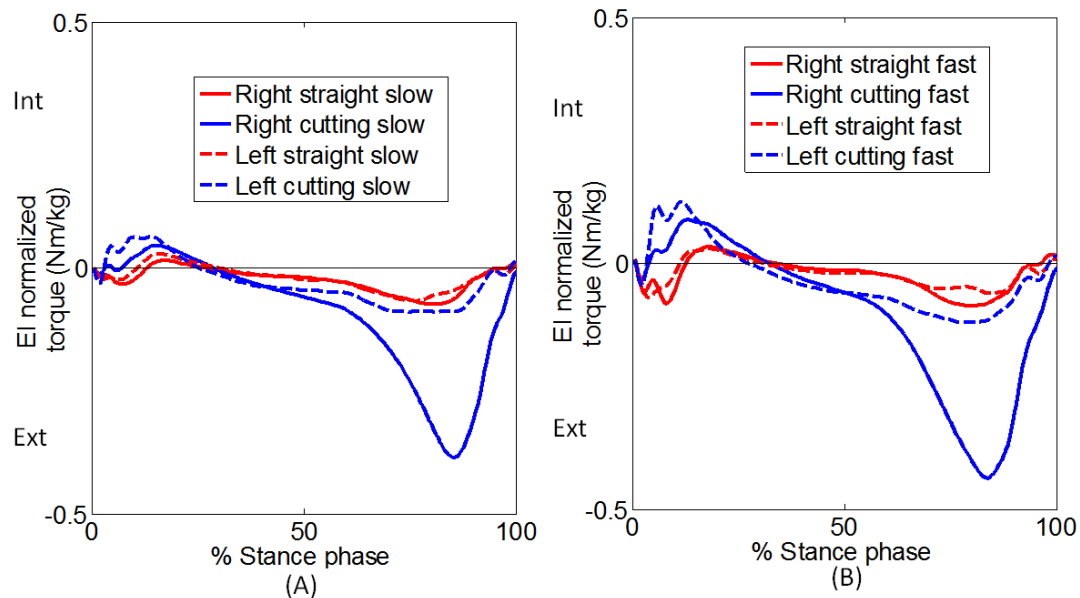 0.5
Int
Right straight slow
Right cutting slow
Left straight slow
Left cutting slow
EI normalized
torque (Nm/kg)
0
Ext
-0.5
0
50
100
% Stance phase
(A)
0.5
Int
Right straight fast
Right cutting fast
Left straight fast
Left cutting fast
EI normalized
torque (Nm/kg)
0
Ext
-0.5
0
50
100
% Stance phase
(B)